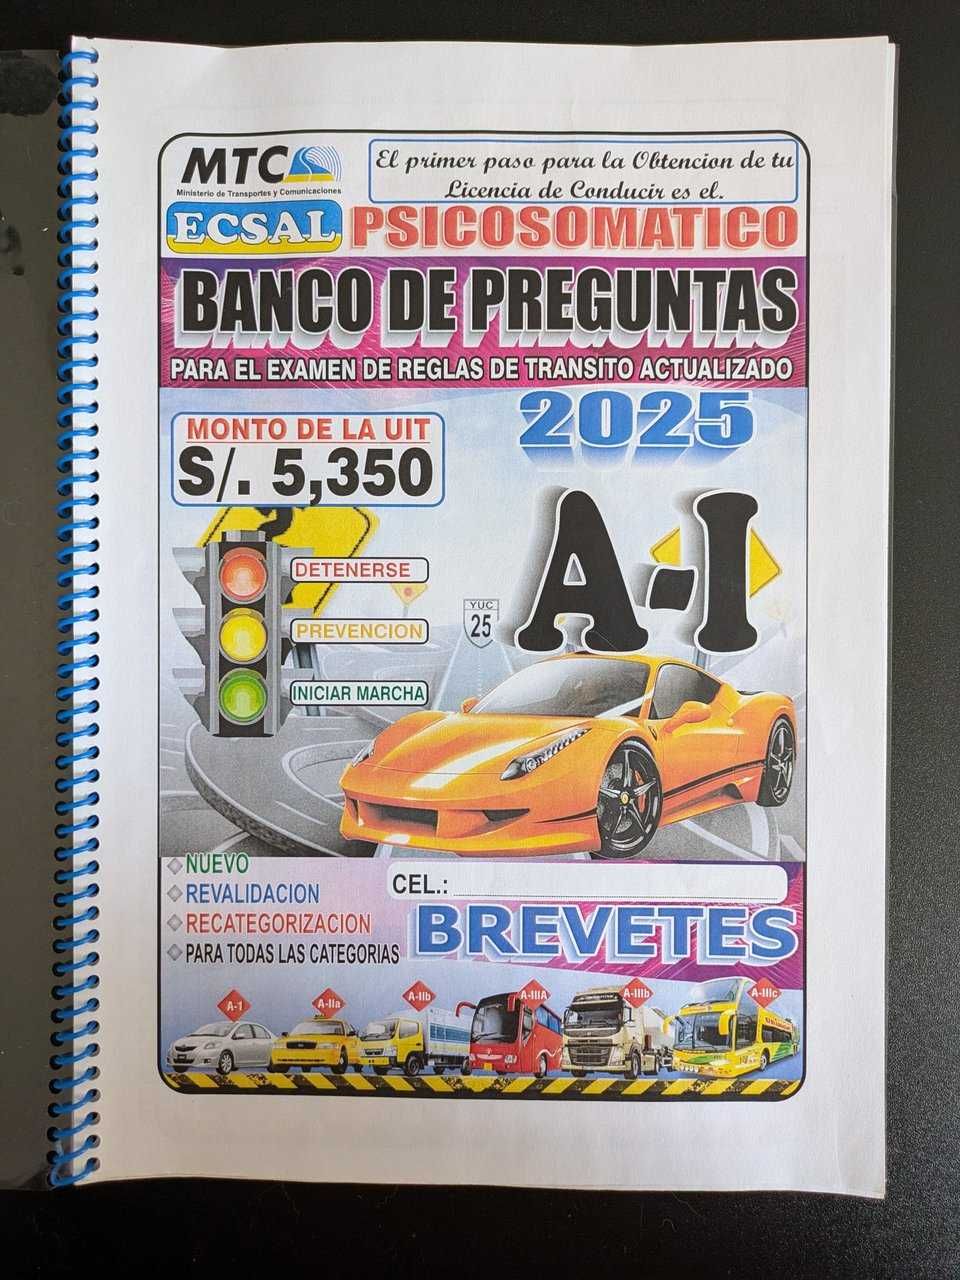 MTC
Ministerio de Transportes y Comunicaciones
El primer paso para la Obtencion de tu
Licencia de Conducir es el.
ECSAL
PSICOSOMATICO
BANCO DE PREGUNTAS
PARA EL EXAMEN DE REGLAS DE TRANSITO ACTUALIZADO
2025
MONTO DE LA UIT
S/. 5,350
A-I
DETENERSE
PREVENCION
INICIAR MARCHA
YUC
25
NUEVO
REVALIDACION
RECATEGORIZACION
PARA TODAS LAS CATEGORIAS
CEL.:
BREVETES
A-1
A-IIa
A-IIb
A-IIIA
A-IIIb
A-IIIc